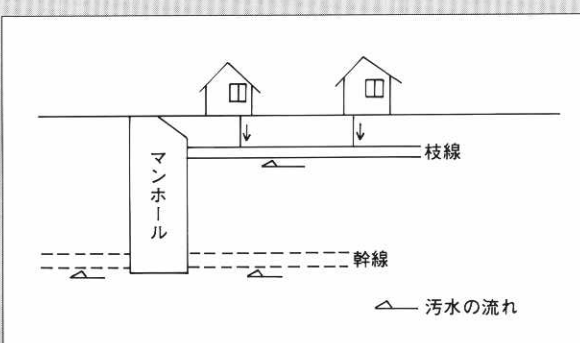 枝線
マンホール
幹線
汚水の流れ